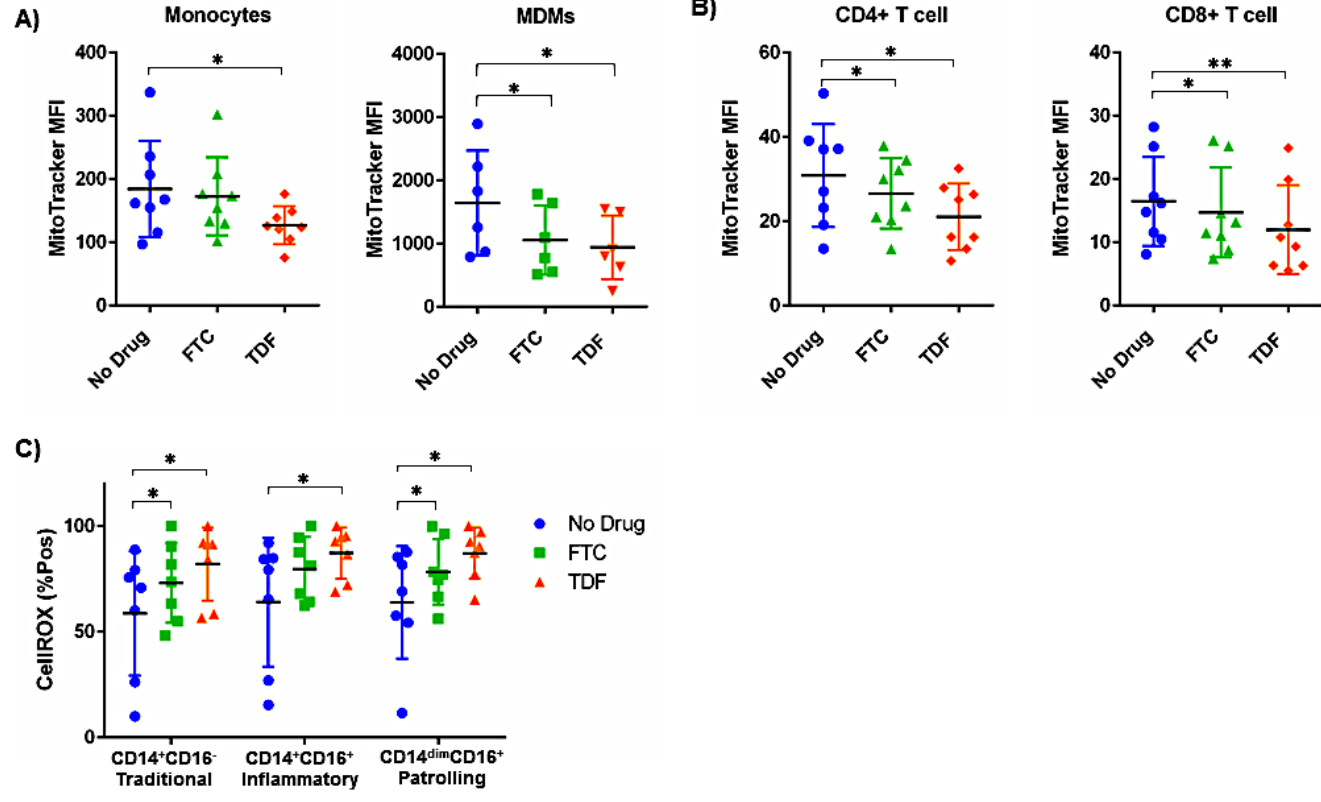 A)
Monocytes
MitoTracker MFI
400
300
200
100
0
*
No Drug
FTC
TDF
MDMs
MitoTracker MFI
4000
3000
2000
1000
0
*
*
No Drug
FTC
TDF
B)
CD4+ T cell
MitoTracker MFI
60
40
20
0
*
*
No Drug
FTC
TDF
CD8+ T cell
MitoTracker MFI
40
30
20
10
0
**
*
No Drug
FTC
TDF
C)
CellROX (%Pos)
100
50
0
*
*
*
*
*
CD14⁺CD16⁻
Traditional
CD14⁺CD16⁺
Inflammatory
CD14ᵈⁱᵐCD16⁺
Patrolling
No Drug
FTC
TDF